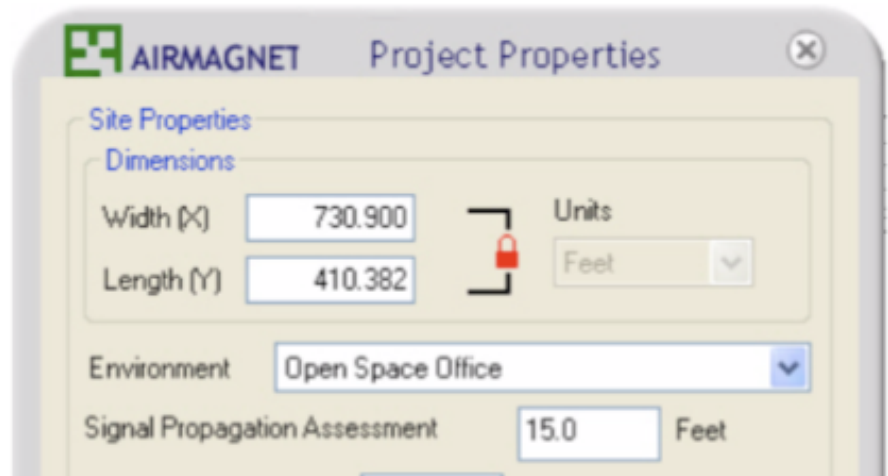 AIRMAGNET Project Properties
Site Properties
Dimensions
Width (X) 730.900 Units
Length (Y) 410.382 Feet
Environment Open Space Office
Signal Propagation Assessment 15.0 Feet